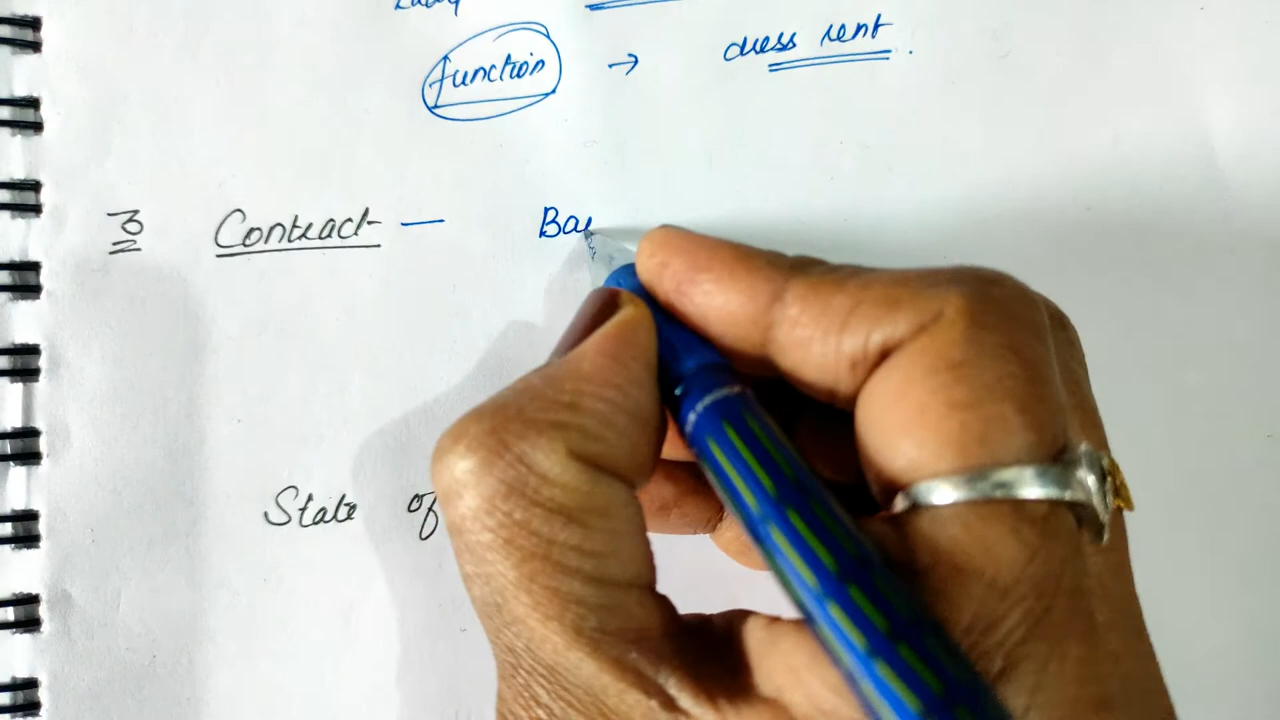 function → dress rent.
3 Contract — Ba
State of